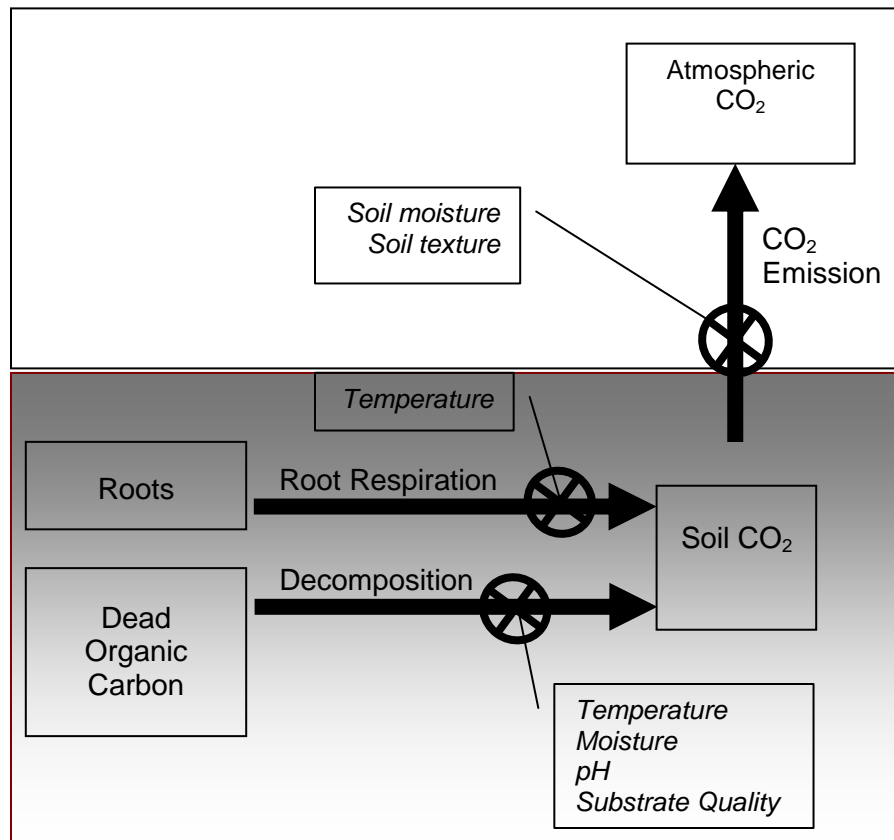 Atmospheric
CO₂
Soil moisture
Soil texture
CO₂
Emission
Temperature
Roots
Root Respiration
Soil CO₂
Decomposition
Dead
Organic
Carbon
Temperature
Moisture
pH
Substrate Quality